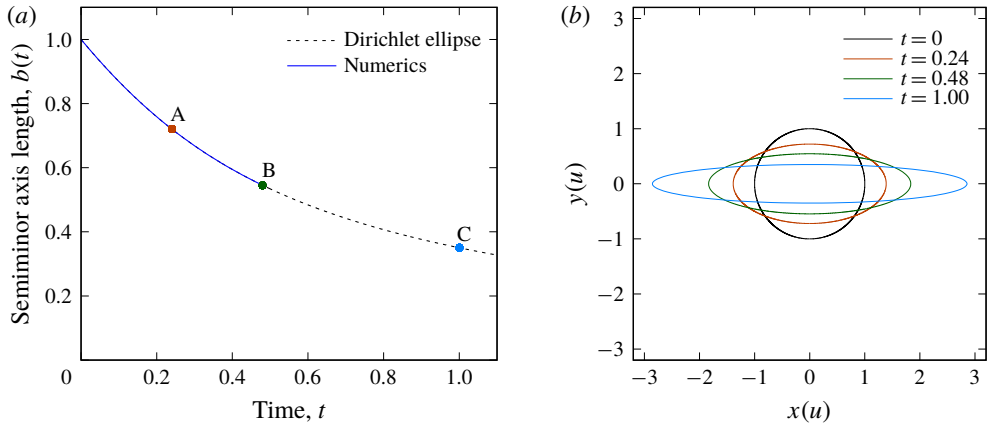 (a)
1.0
0.8
0.6
0.4
0.2
0
0.2
0.4
0.6
0.8
1.0
Semiminor axis length, b(t)
Time, t
Dirichlet ellipse
Numerics
A
B
C
(b)
3
2
1
0
−1
−2
−3
−3
−2
−1
0
1
2
3
y(u)
x(u)
t = 0
t = 0.24
t = 0.48
t = 1.00